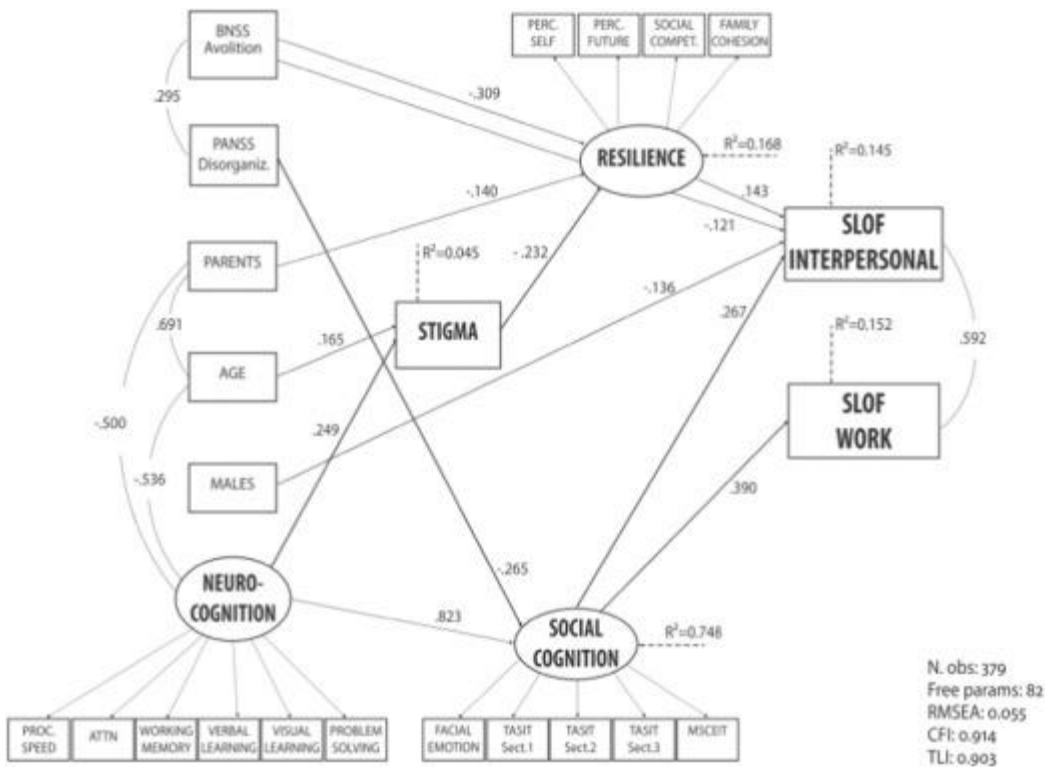 BNSS
Avolition
PERC.
SELF
PERC.
FUTURE
SOCIAL
COMPET.
FAMILY
COHESION
.295
-.309
PANSS
Disorganiz.
RESILIENCE
R²=0.168
R²=0.145
-.140
.143
-.121
SLOF
INTERPERSONAL
PARENTS
R²=0.045
-.232
-.136
.691
.165
STIGMA
.267
R²=0.152
.592
AGE
SLOF
WORK
-.500
.249
-.536
MALES
.390
-.265
NEURO-
COGNITION
.823
SOCIAL
COGNITION
R²=0.748
PROC.
SPEED
ATTN
WORKING
MEMORY
VERBAL
LEARNING
VISUAL
LEARNING
PROBLEM
SOLVING
FACIAL
EMOTION
TASIT
Sect.1
TASIT
Sect.2
TASIT
Sect.3
MSCEIT
N. obs: 379
Free params: 82
RMSEA: 0.055
CFI: 0.914
TLI: 0.903